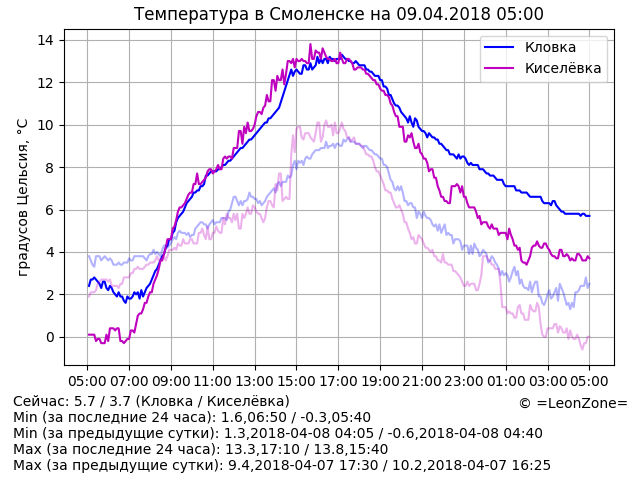 Температура в Смоленске на 09.04.2018 05:00
Кловка
Киселёвка
градусов Цельсия, °C
14
12
10
8
6
4
2
0
05:00 07:00 09:00 11:00 13:00 15:00 17:00 19:00 21:00 23:00 01:00 03:00 05:00
Сейчас: 5.7 / 3.7 (Кловка / Киселёвка)
© =LeonZone=
Min (за последние 24 часа): 1.6,06:50 / -0.3,05:40
Min (за предыдущие сутки): 1.3,2018-04-08 04:05 / -0.6,2018-04-08 04:40
Max (за последние 24 часа): 13.3,17:10 / 13.8,15:40
Max (за предыдущие сутки): 9.4,2018-04-07 17:30 / 10.2,2018-04-07 16:25